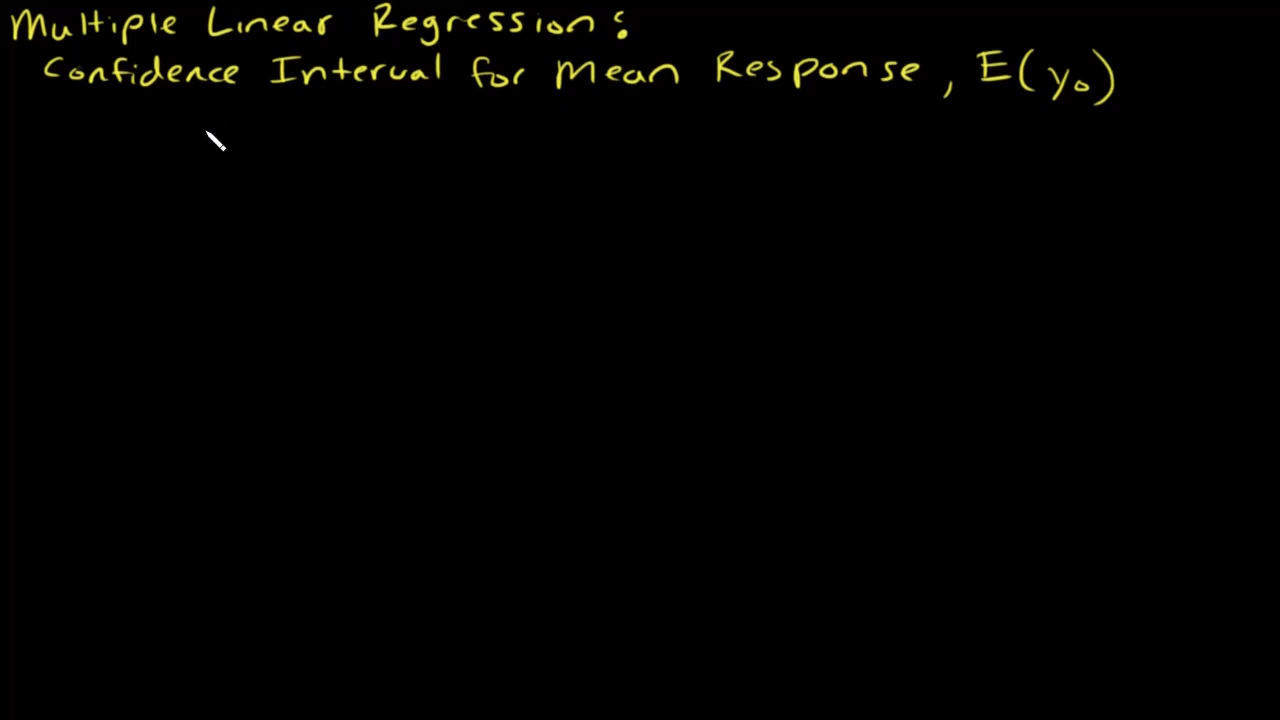 Multiple Linear Regression:
Confidence Interval for Mean Response, E(y₀)